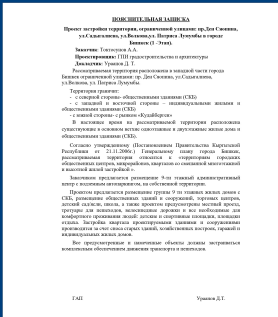 ПОЯСНИТЕЛЬНАЯ ЗАПИСКА
Проект застройки территории, ограниченной улицами: пр.Ден Сяопина,
ул.Садыгалиева, ул.Волкова,ул. Патриса Лумумбы в городе
Бишкек (1 -Этап).
Заказчик: Токтосунов А.А.
Проектировщик: ГПИ градостроительства и архитектуры
Докладчик: Урманов Д. Т.
Рассматриваемая территория расположена в западной части города
Бишкек ограниченной улицами: пр. Ден Сяопина, ул.Садыгалиева,
ул.Волкова, ул. Патриса Лумумбы.
Территория граничит:
- с северной стороны- общественными зданиями (СКБ)
- с западной и восточной стороны - индивидуальными жилыми и
общественными зданиями (СКБ)
- с южной стороны- с рынком «Кудайберген»
В настоящее время на рассматриваемой территории расположены
существующие в основном ветхие одноэтажные и двухэтажные жилые дома и
общественными зданиями (СКБ).
Согласно утвержденному (Постановлением Правительства Кыргызской
Республики от 21.11.2006г.) Генеральному плану города Бишкек,
рассматриваемая территория относится к «территориям городских
общественных центров, микрорайонов, кварталов со смешанной малоэтажной
и высотной жилой застройкой ».
Заказчиком предлагается размещение 9-ти этажный административный
центр с подземным автопаркингом, на собственной территории.
Проектом предлагается размещение группы 9 ти этажных жилых домов с
СКБ, размещение общественных зданий и сооружений, торговых центров,
детский сад/ясли, школа, а также проектом предусмотрены местный проезд,
тротуары для пешеходов, велосипедные дорожки и все необходимые для
комфортного проживания людей: детские и спортивные площадки, площадки
отдыха. Застройка квартала проектируемыми зданиями и сооружениями
производится за счет сноса старых зданий, хозяйственных построек, гаражей и
индивидуальных жилых домов.
Все предусмотренные и намеченные объекты должны застраиваться
комплексным обеспечением движения транспорта и пешеходов.
ГАП Урманов Д.Т.